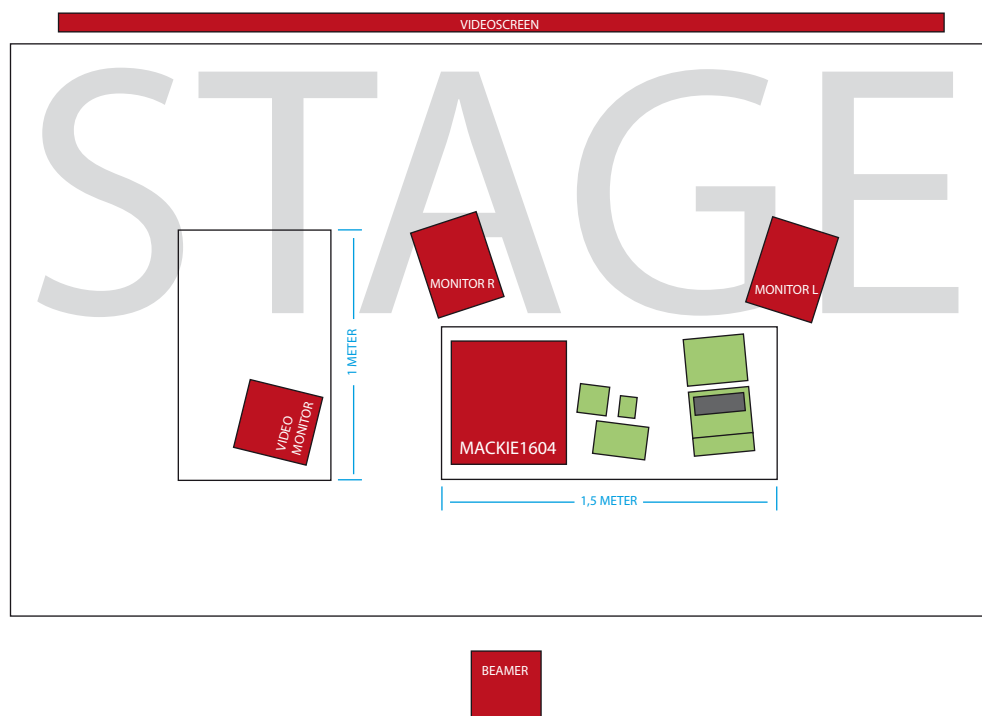 VIDEOSCREEN
STAGE
MONITOR R
MONITOR L
1 METER
VIDEO
MONITOR
MACKIE1604
1,5 METER
BEAMER